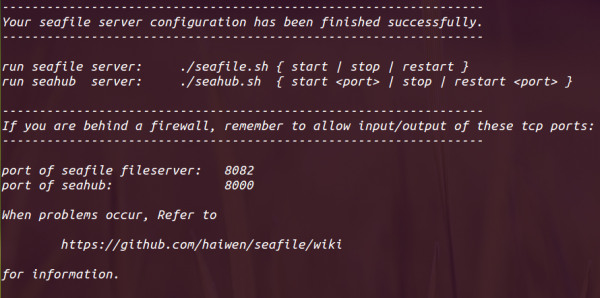 -----------------------------------------------------------------
Your seafile server configuration has been finished successfully.
-----------------------------------------------------------------
run seafile server:     ./seafile.sh { start | stop | restart }
run seahub  server:     ./seahub.sh  { start <port> | stop | restart <port> }
-----------------------------------------------------------------
If you are behind a firewall, remember to allow input/output of these tcp ports:
-----------------------------------------------------------------
port of seafile fileserver:   8082
port of seahub:               8000
When problems occur, Refer to
https://github.com/haiwen/seafile/wiki
for information.